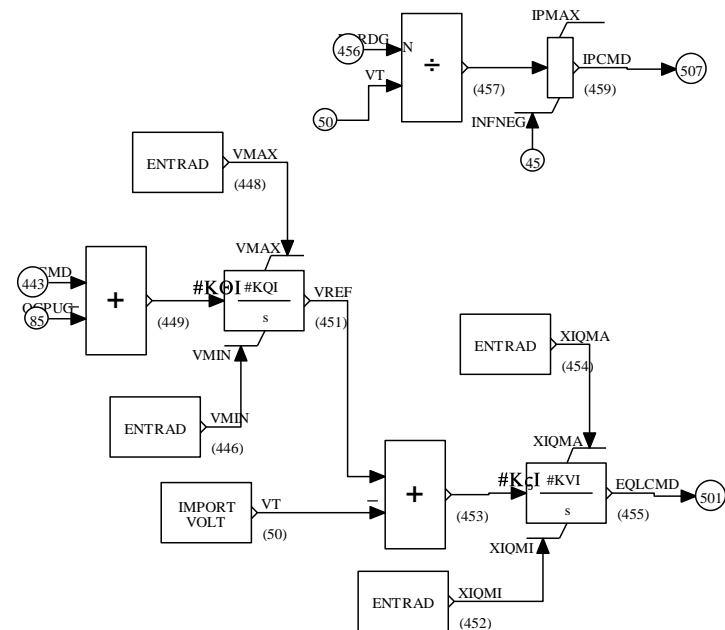 IPMAX
456
RDG
N
VT
÷
(457)
IPCMD
(459)
507
50
INFNEG
45
ENTRAD
VMAX
(448)
VMAX
443
CMD
85
+
(449)
#KQI
s
VREF
(451)
VMIN
ENTRAD
VMIN
(446)
ENTRAD
XIQMA
(454)
XIQMA
IMPORT
VOLT
VT
(50)
–
+
(453)
#KVI
s
EQLCMD
(455)
501
XIQMI
ENTRAD
XIQMI
(452)